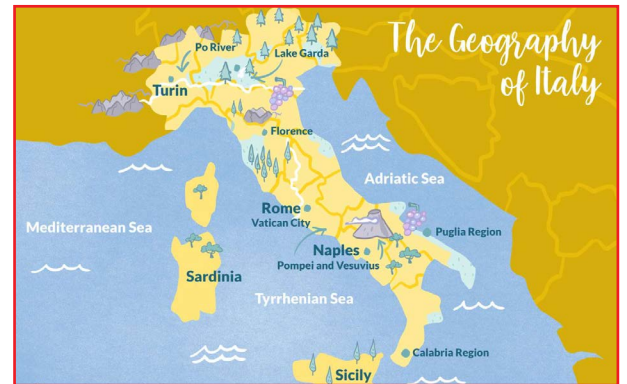 The Geography
of Italy
Po River
Lake Garda
Turin
Florence
Adriatic Sea
Rome
Vatican City
Mediterranean Sea
Puglia Region
Naples
Pompei and Vesuvius
Sardinia
Tyrrhenian Sea
Calabria Region
Sicily